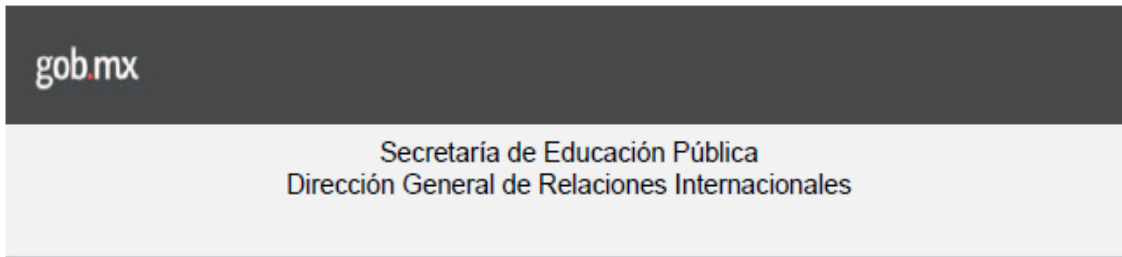 gob.mx
Secretaría de Educación Pública
Dirección General de Relaciones Internacionales